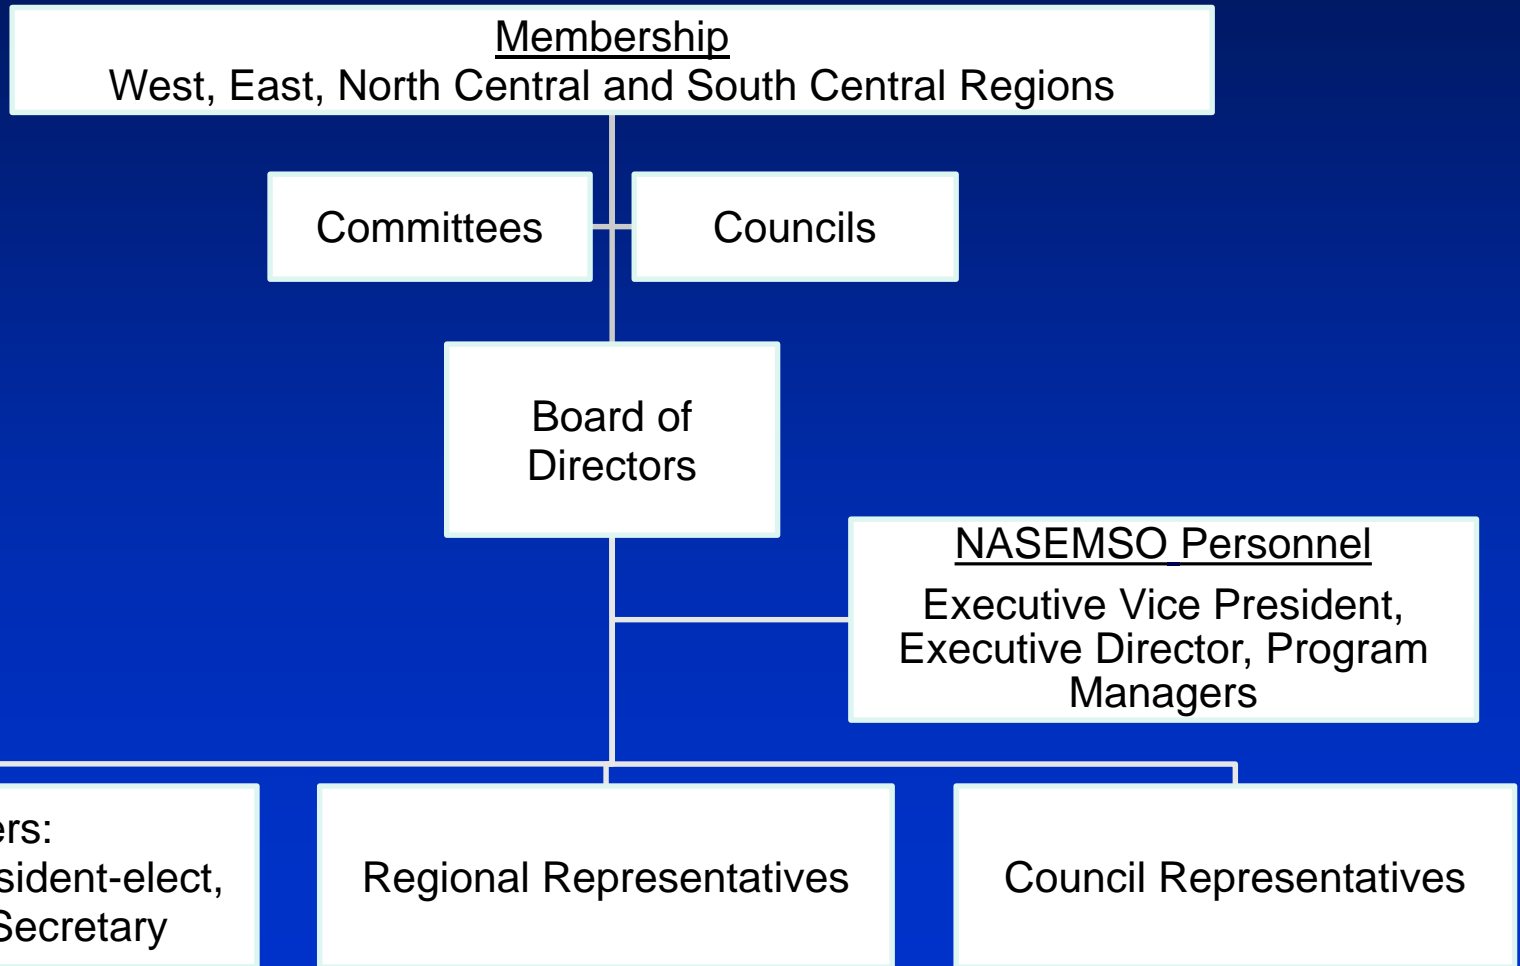 Membership
West, East, North Central and South Central Regions
Committees
Councils
Board of
Directors
NASEMSO Personnel
Executive Vice President,
Executive Director, Program
Managers
Regional Representatives
Council Representatives
Secretary